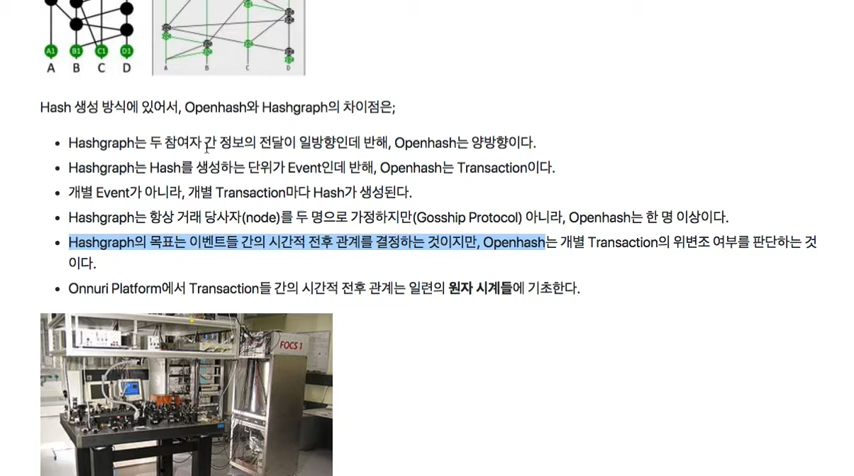 A1 B1 C1 D1
A B C D
A B C D
Hash 생성 방식에 있어서, Openhash와 Hashgraph의 차이점은;
Hashgraph는 두 참여자 간 정보의 전달이 일방향인데 반해, Openhash는 양방향이다.
Hashgraph는 Hash를 생성하는 단위가 Event인데 반해, Openhash는 Transaction이다.
개별 Event가 아니라, 개별 Transaction마다 Hash가 생성된다.
Hashgraph는 항상 거래 당사자(node)를 두 명으로 가정하지만(Gosship Protocol) 아니라, Openhash는 한 명 이상이다.
Hashgraph의 목표는 이벤트들 간의 시간적 전후 관계를 결정하는 것이지만, Openhash는 개별 Transaction의 위변조 여부를 판단하는 것
이다.
Onnuri Platform에서 Transaction들 간의 시간적 전후 관계는 일련의 원자 시계들에 기초한다.
FOCS 1